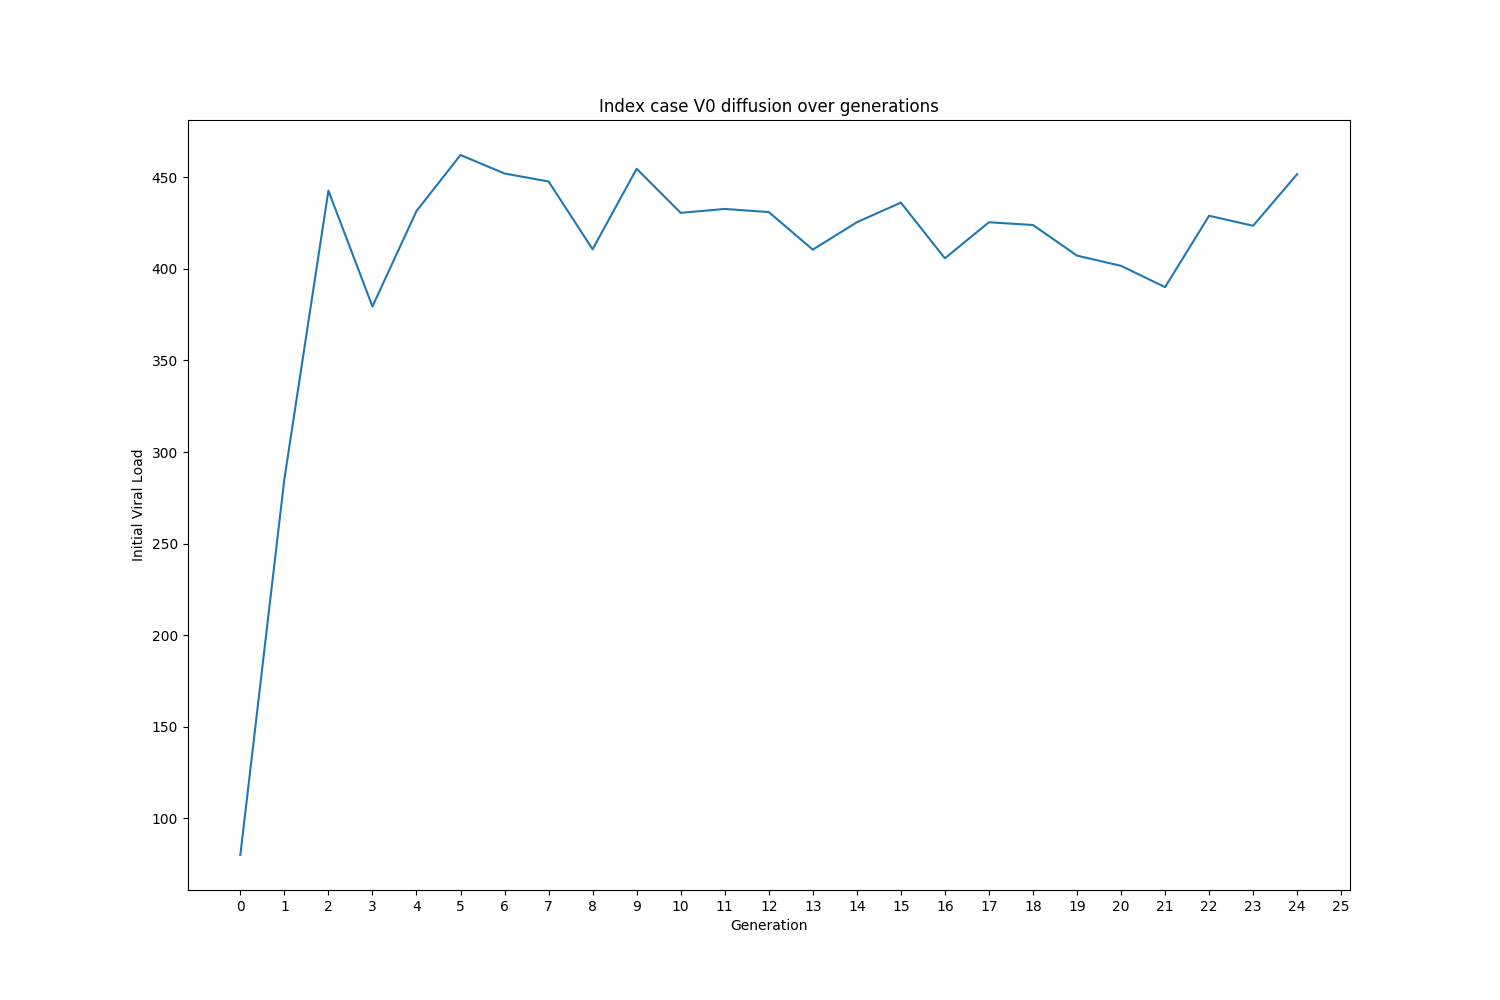 Index case V0 diffusion over generations
450
400
350
300
250
200
150
100
Initial Viral Load
0 1 2 3 4 5 6 7 8 9 10 11 12 13 14 15 16 17 18 19 20 21 22 23 24 25
Generation